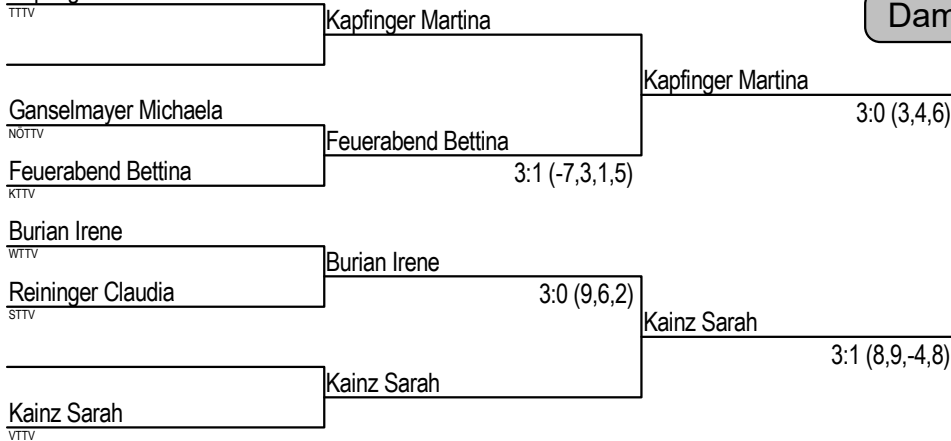 TTTV
Kapfinger Martina
Dam
Kapfinger Martina
Ganselmayer Michaela
3:0 (3,4,6)
NÖTTV
Feuerabend Bettina
Feuerabend Bettina
3:1 (-7,3,1,5)
KTTV
Burian Irene
WTTV
Burian Irene
Reininger Claudia
3:0 (9,6,2)
STTV
Kainz Sarah
3:1 (8,9,-4,8)
Kainz Sarah
Kainz Sarah
VTTV